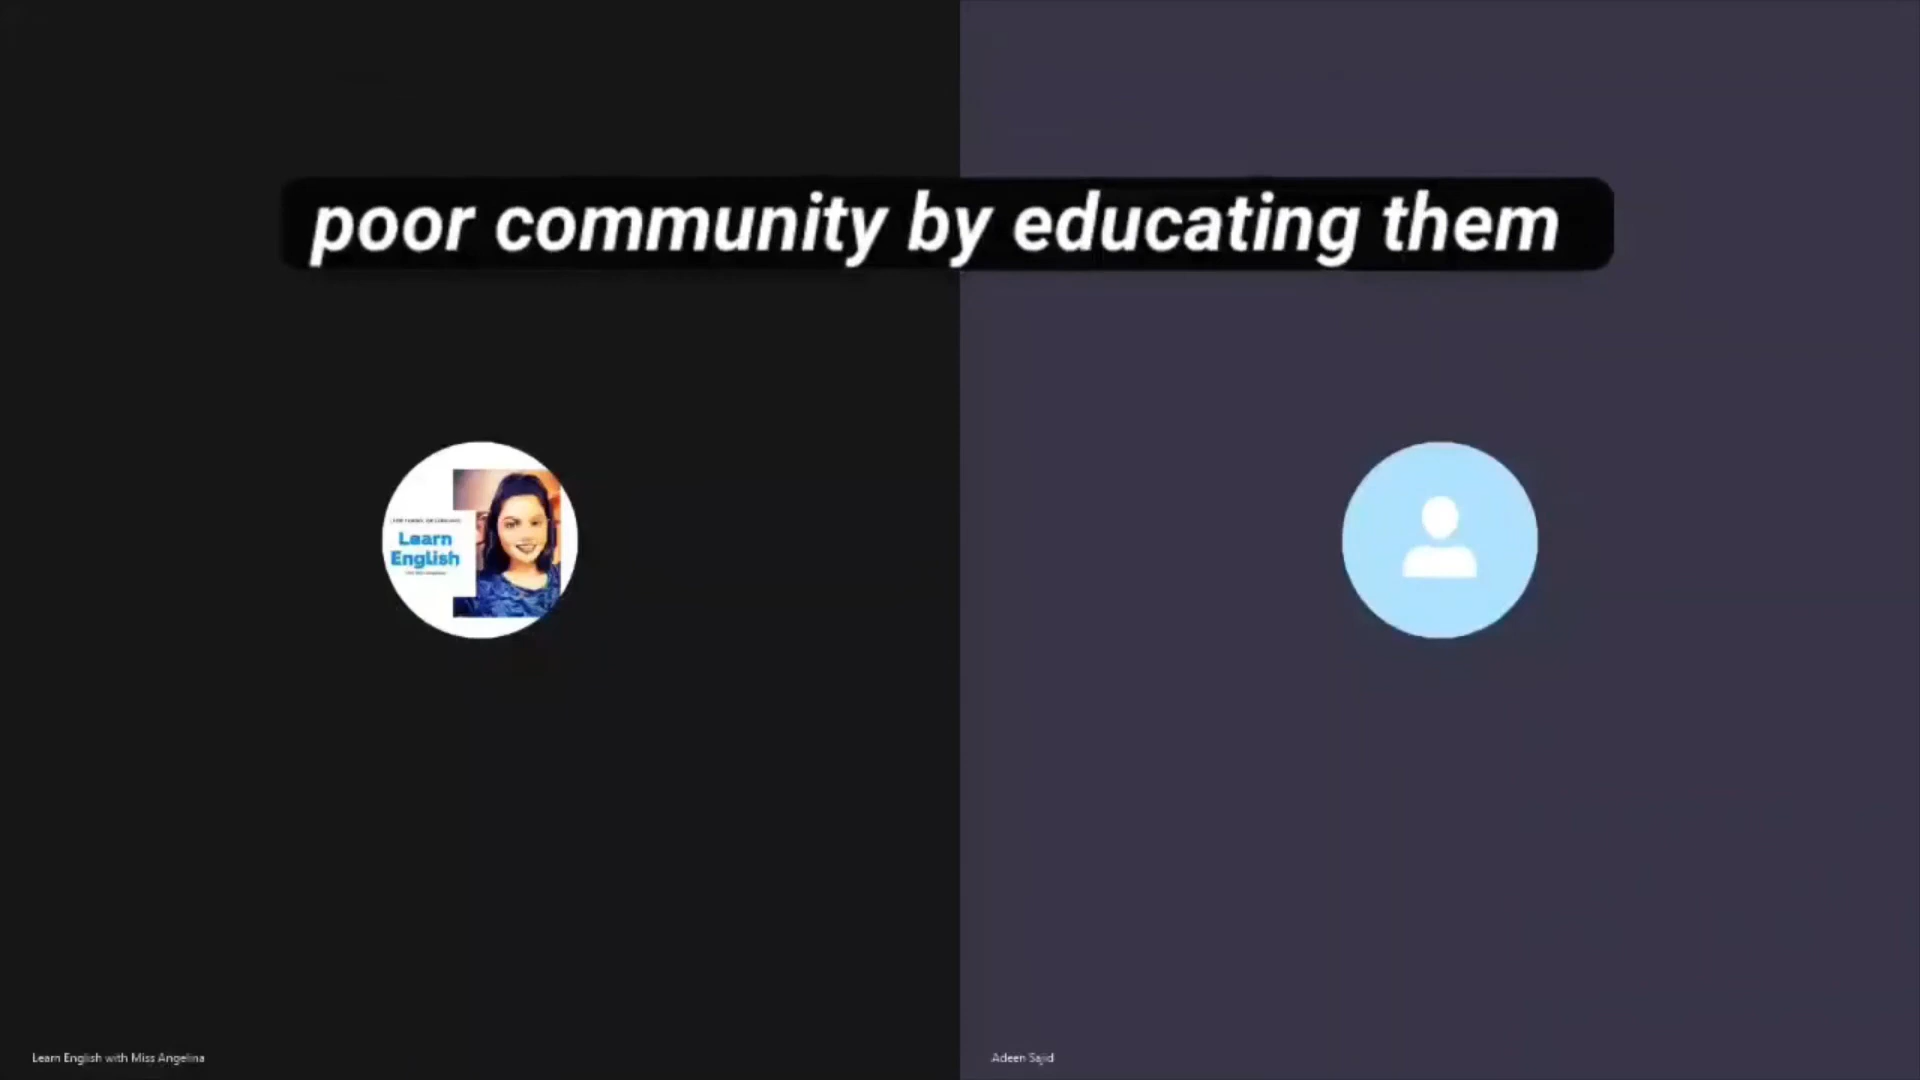 poor community by educating them
Learn
English
Learn English with Miss Angelina
Adeen Sajid